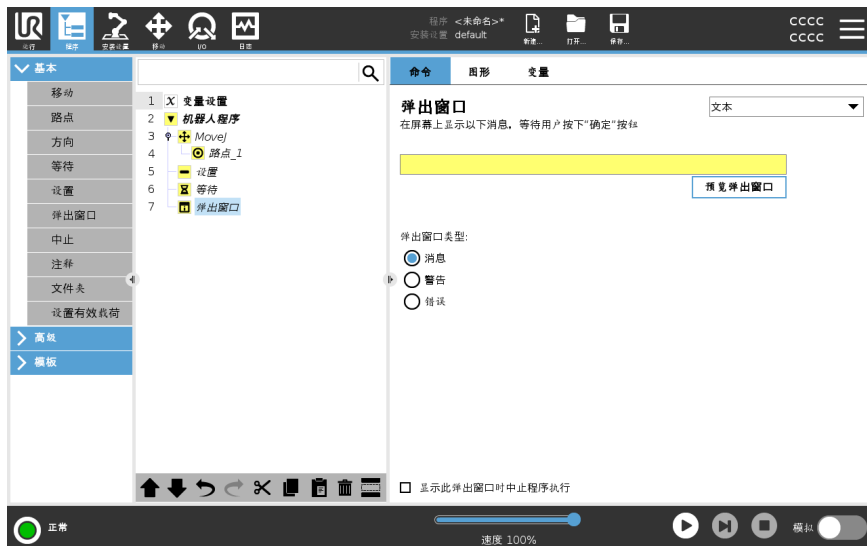 UR
程序 <未命名>*
安装设置 default
CCCC
CCCC
运行
程序
安装设置
移动
I/O
日志
新建...
打开...
保存...
基本
移动
路点
方向
等待
设置
弹出窗口
中止
注释
文件夹
设置有效载荷
高级
模板
1 X 变量设置
2 机器人程序
3 MoveJ
4 路点_1
5 设置
6 等待
7 弹出窗口
命令 图形 变量
弹出窗口
文本
在屏幕上显示以下消息，等待用户按下“确定”按钮
预览弹出窗口
弹出窗口类型:
消息
警告
错误
显示此弹出窗口时中止程序执行
正常
速度 100%
模拟